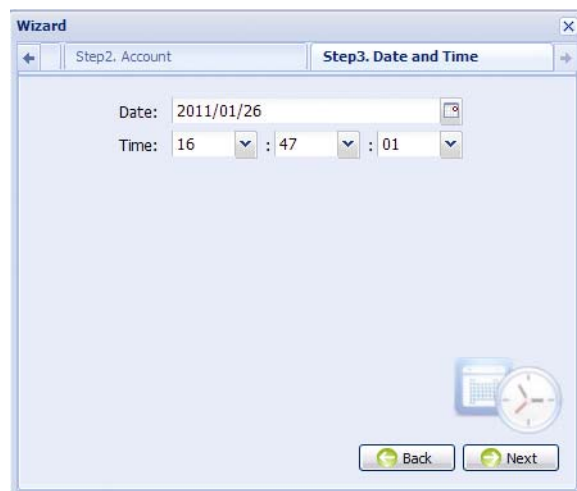 Wizard
Step2. Account
Step3. Date and Time
Date: 2011/01/26
Time: 16 : 47 : 01
Back
Next